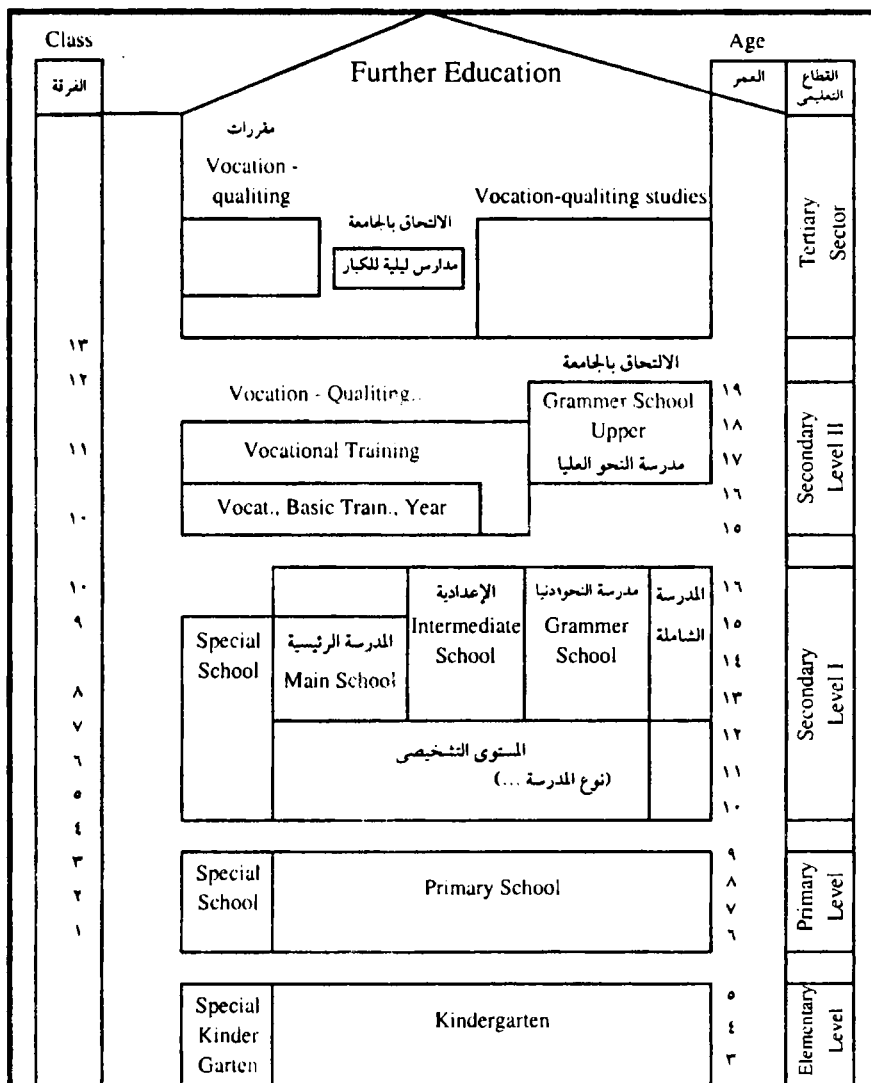 Class
Age
الفرقة
Further Education
العمر
القطاع
التعليمى
مقررات
Vocation -
qualiting
Vocation-qualiting studies
الالتحاق بالجامعة
مدارس ليلية للكبار
Tertiary
Sector
١٣
الالتحاق بالجامعة
١٢
Vocation - Qualiting..
Grammer School
Upper
مدرسة النحو العليا
١٩
١٨
١٧
١٦
١٥
Secondary
Level II
١١
Vocational Training
١٠
Vocat., Basic Train., Year
١٠
٩
٨
٧
٦
٥
٤
Special
School
المدرسة الرئيسية
Main School
الإعدادية
Intermediate
School
مدرسة النحوادنيا
Grammer
School
المدرسة
الشاملة
١٦
١٥
١٤
١٣
١٢
١١
١٠
Secondary
Level I
المستوى التشخيصى
(نوع المدرسة ...)
٣
٢
١
Special
School
Primary School
٩
٨
٧
٦
Primary
Level
Special
Kinder
Garten
Kindergarten
٥
٤
٣
Elementary
Level